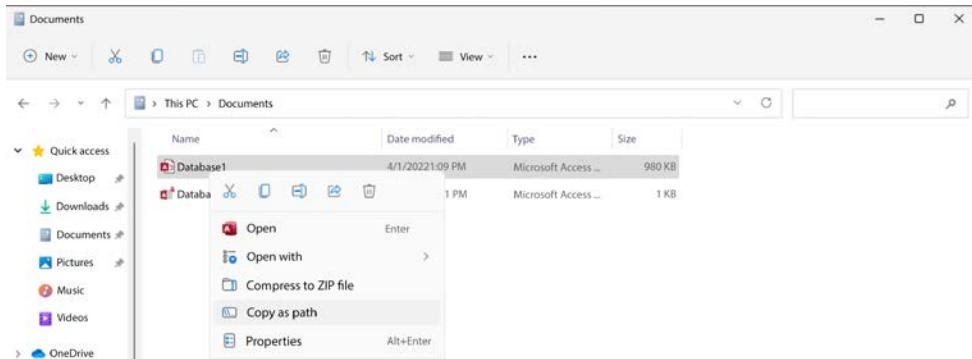 Documents
New
Sort
View
This PC > Documents
Name Date modified Type Size
Quick access
Database1 4/1/20221:09 PM Microsoft Access ... 980 KB
Desktop
Databa 1 PM Microsoft Access ... 1 KB
Downloads
Open Enter
Documents
Open with
Pictures
Compress to ZIP file
Music
Copy as path
Videos
Properties Alt+Enter
OneDrive